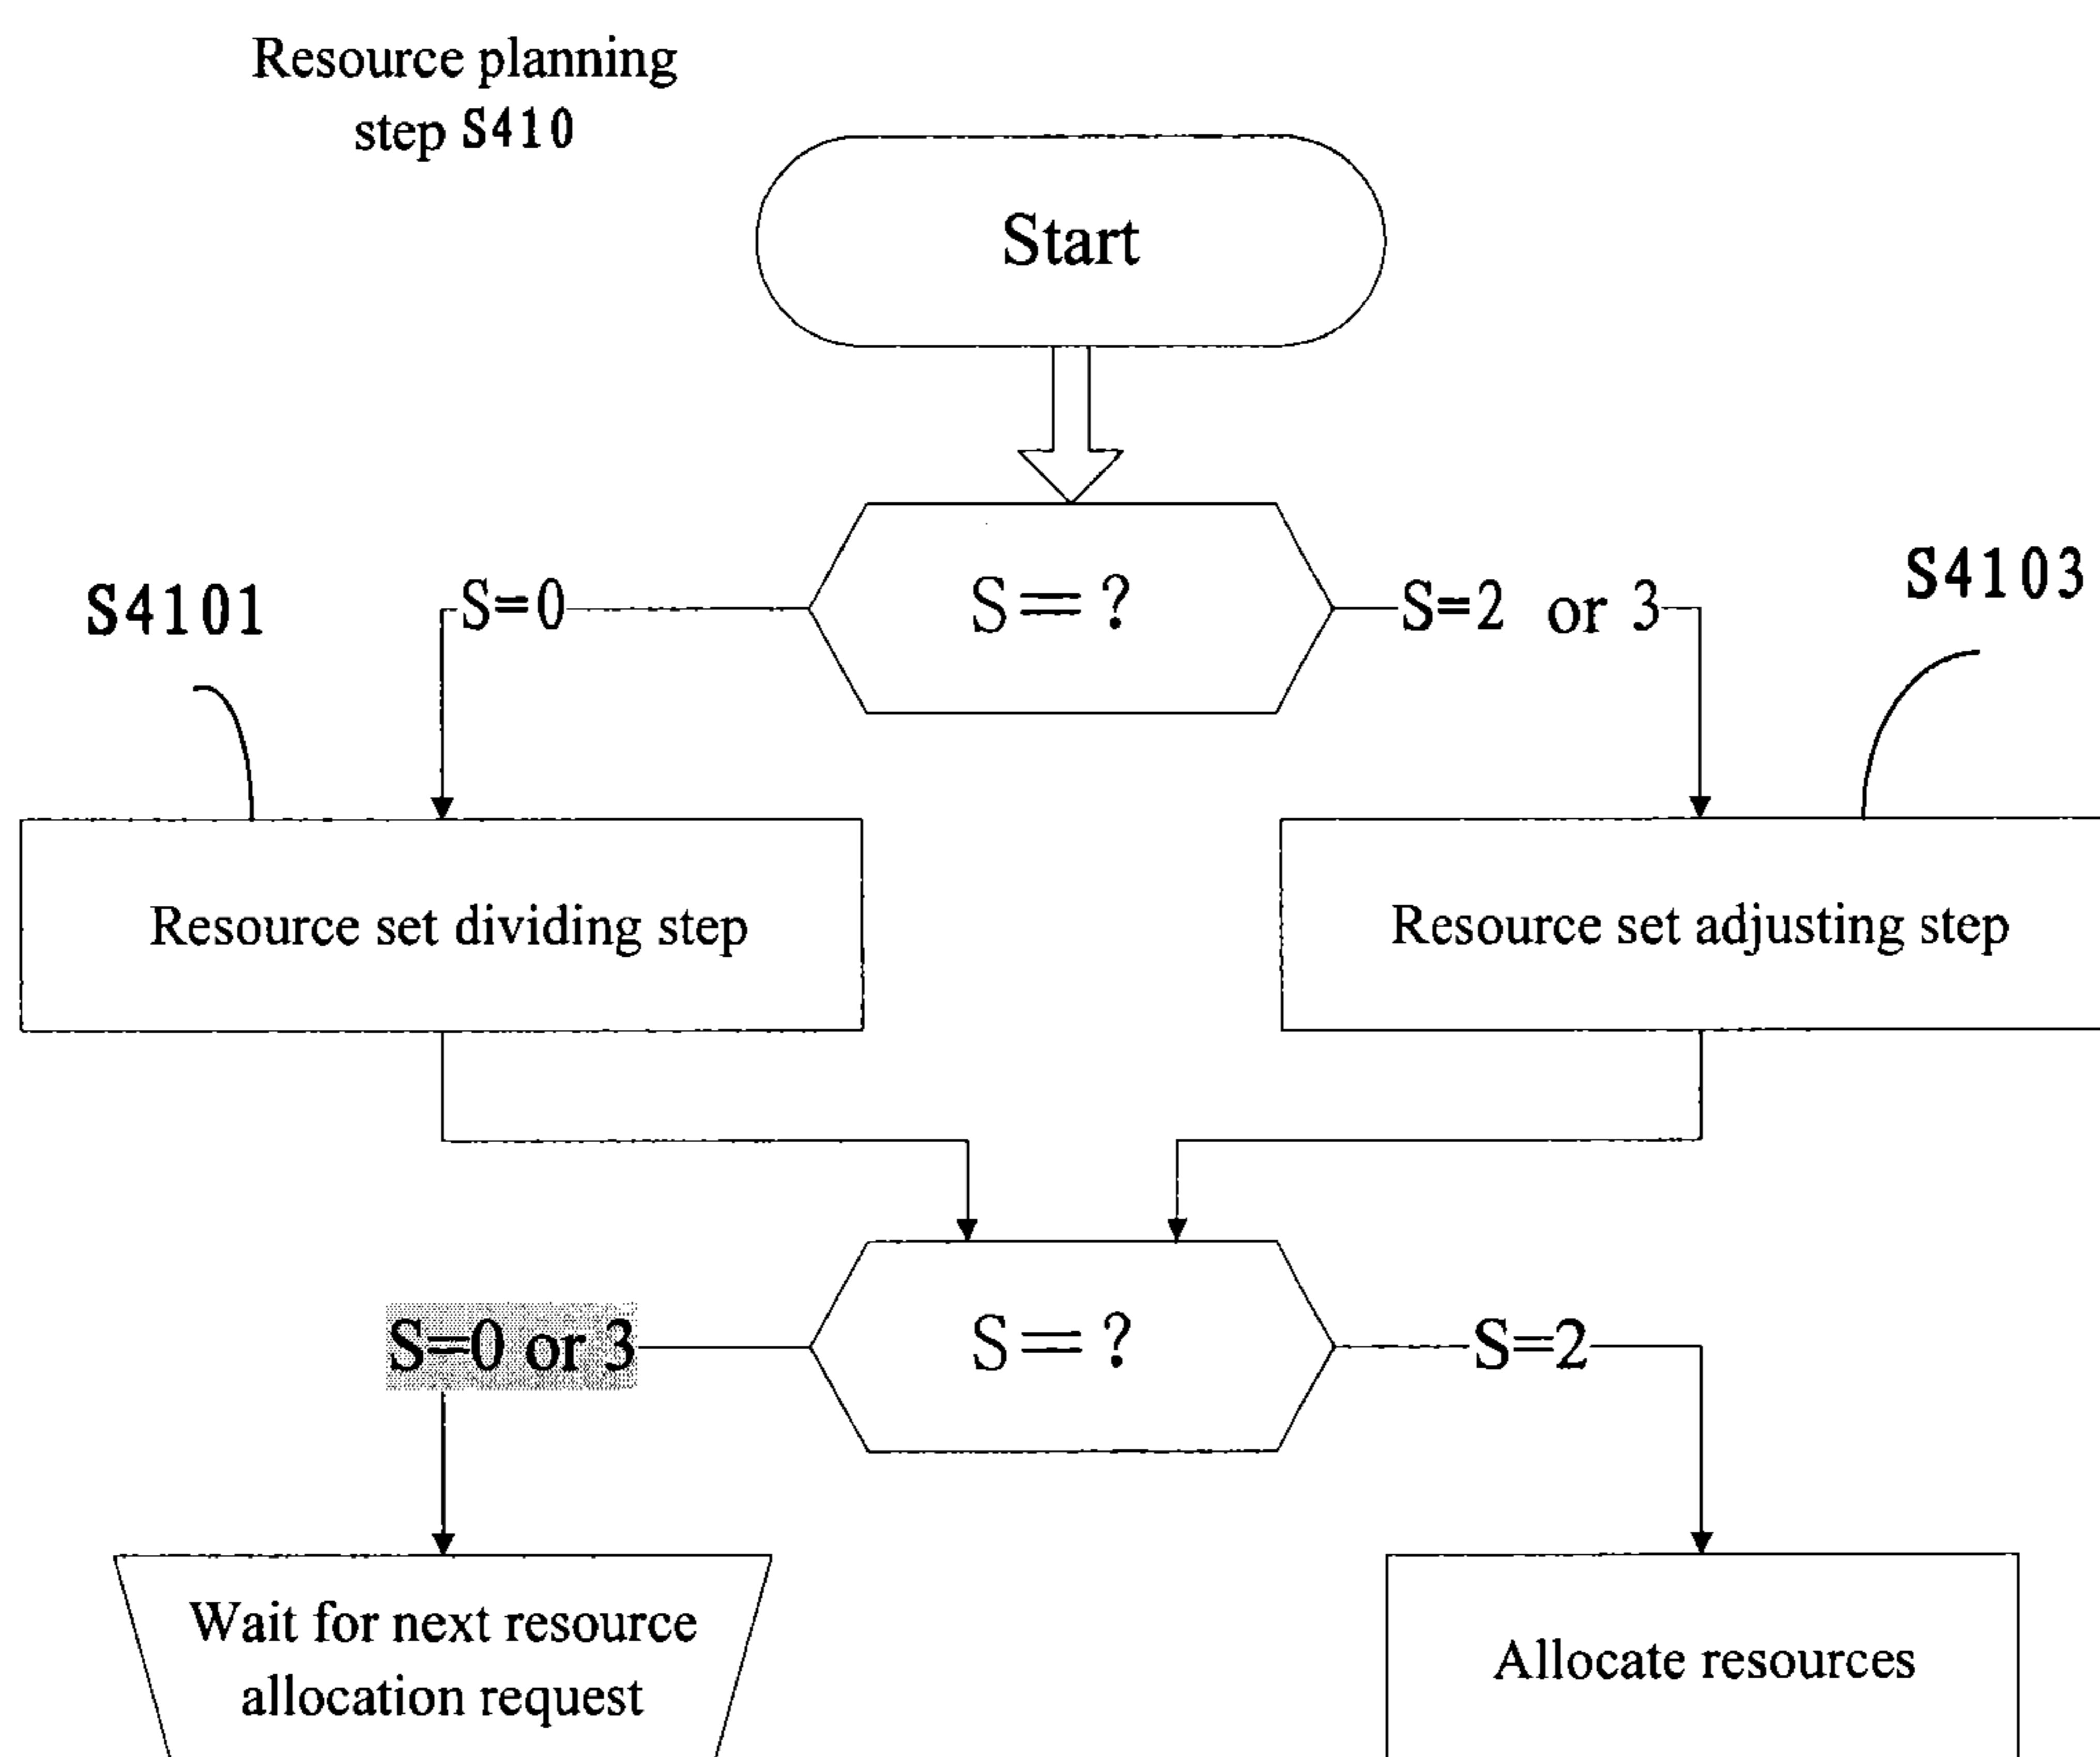 Resource planning
step S410
Start
S=?
S=0
S=2 or 3
S4101
S4103
Resource set dividing step
Resource set adjusting step
S=?
S=0 or 3
S=2
Wait for next resource
allocation request
Allocate resources